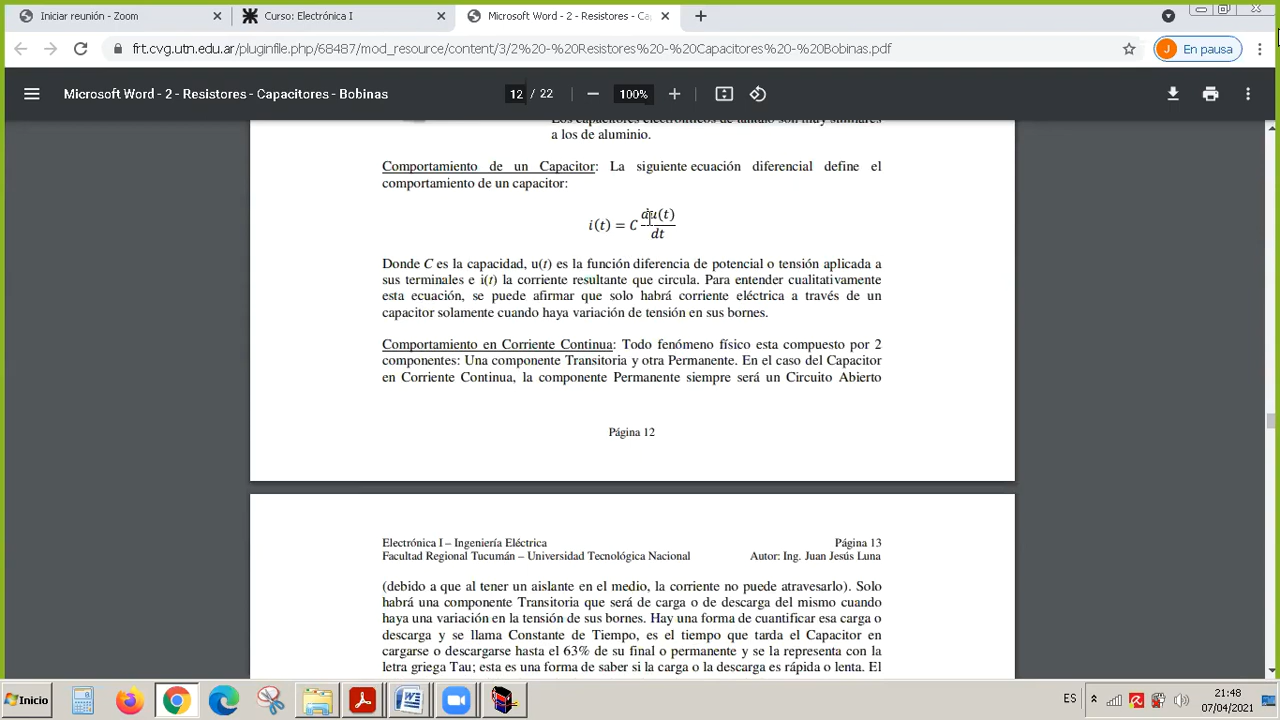 Iniciar reunión - Zoom
Curso: Electrónica I
Microsoft Word - 2 - Resistores - Ca
frt.cvg.utn.edu.ar/pluginfile.php/68487/mod_resource/content/3/2%20-%20Resistores%20-%20Capacitores%20-%20Bobinas.pdf
J
En pausa
Microsoft Word - 2 - Resistores - Capacitores - Bobinas
12 / 22
100%
Los capacitores electrolíticos de tántalo son muy similares
a los de aluminio.
Comportamiento de un Capacitor: La siguiente ecuación diferencial define el
comportamiento de un capacitor:
i(t) = C du(t)/dt
Donde C es la capacidad, u(t) es la función diferencia de potencial o tensión aplicada a
sus terminales e i(t) la corriente resultante que circula. Para entender cualitativamente
esta ecuación, se puede afirmar que solo habrá corriente eléctrica a través de un
capacitor solamente cuando haya variación de tensión en sus bornes.
Comportamiento en Corriente Continua: Todo fenómeno físico esta compuesto por 2
componentes: Una componente Transitoria y otra Permanente. En el caso del Capacitor
en Corriente Continua, la componente Permanente siempre será un Circuito Abierto
Página 12
Electrónica I – Ingeniería Eléctrica
Página 13
Facultad Regional Tucumán – Universidad Tecnológica Nacional
Autor: Ing. Juan Jesús Luna
(debido a que al tener un aislante en el medio, la corriente no puede atravesarlo). Solo
habrá una componente Transitoria que será de carga o de descarga del mismo cuando
haya una variación en la tensión de sus bornes. Hay una forma de cuantificar esa carga o
descarga y se llama Constante de Tiempo, es el tiempo que tarda el Capacitor en
cargarse o descargarse hasta el 63% de su final o permanente y se la representa con la
letra griega Tau; esta es una forma de saber si la carga o la descarga es rápida o lenta. El
Inicio
ES
21:48
07/04/2021